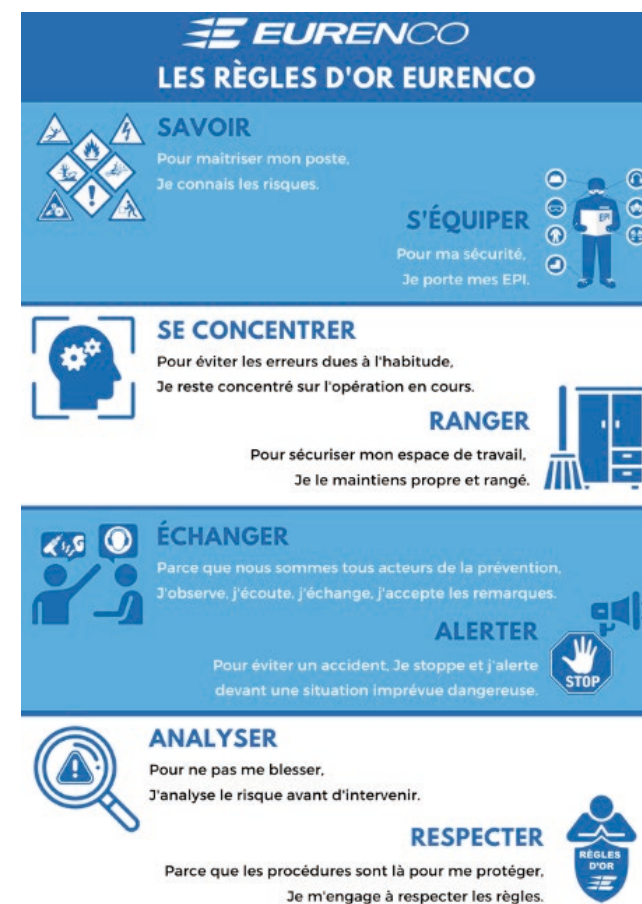 EURENCO
LES RÈGLES D'OR EURENCO
SAVOIR
Pour maitriser mon poste,
Je connais les risques.
S'ÉQUIPER
EPI
Pour ma sécurité,
Je porte mes EPI.
SE CONCENTRER
Pour éviter les erreurs dues à l'habitude,
Je reste concentré sur l'opération en cours.
RANGER
Pour sécuriser mon espace de travail,
Je le maintiens propre et rangé.
ÉCHANGER
Parce que nous sommes tous acteurs de la prévention,
J'observe, j'écoute, j'échange, j'accepte les remarques.
ALERTER
Pour éviter un accident, Je stoppe et j'alerte
devant une situation imprévue dangereuse.
STOP
ANALYSER
Pour ne pas me blesser,
J'analyse le risque avant d'intervenir.
RESPECTER
Parce que les procédures sont là pour me protéger,
Je m'engage à respecter les règles.
RÈGLES
D'OR